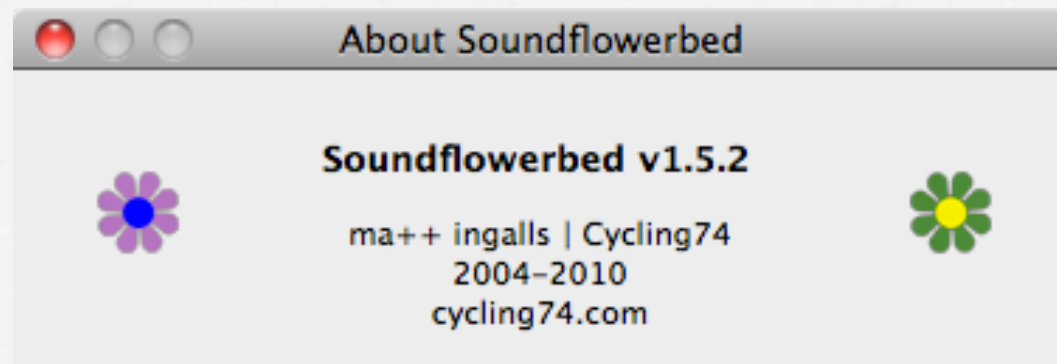 About Soundflowerbed
Soundflowerbed v1.5.2
ma++ ingalls | Cycling74
2004-2010
cycling74.com